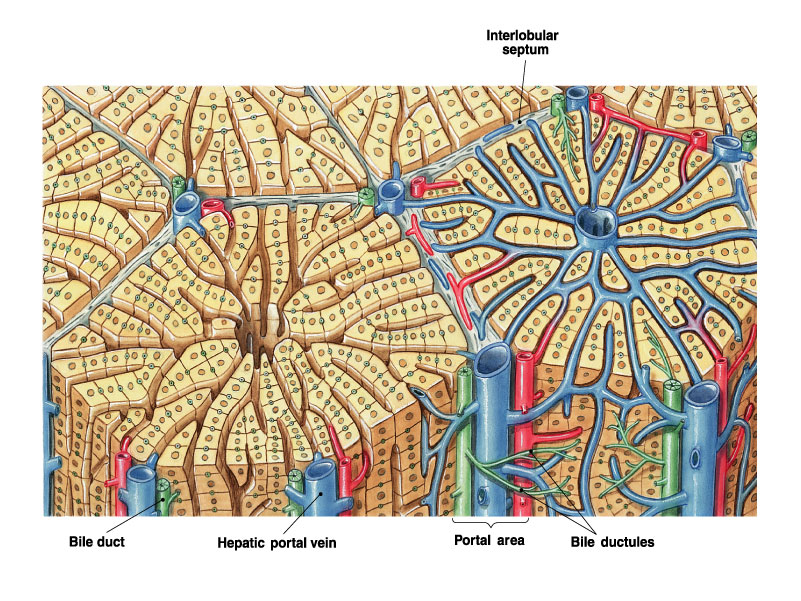 Interlobular
septum
Bile duct
Hepatic portal vein
Portal area
Bile ductules